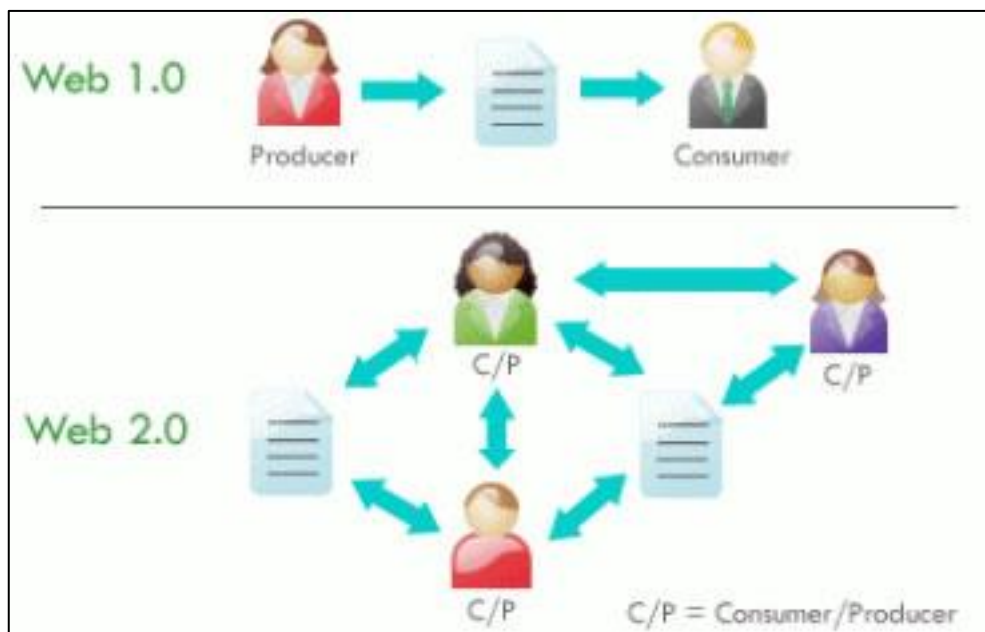 Web 1.0
Producer
Consumer
C/P
C/P
Web 2.0
C/P
C/P = Consumer/Producer